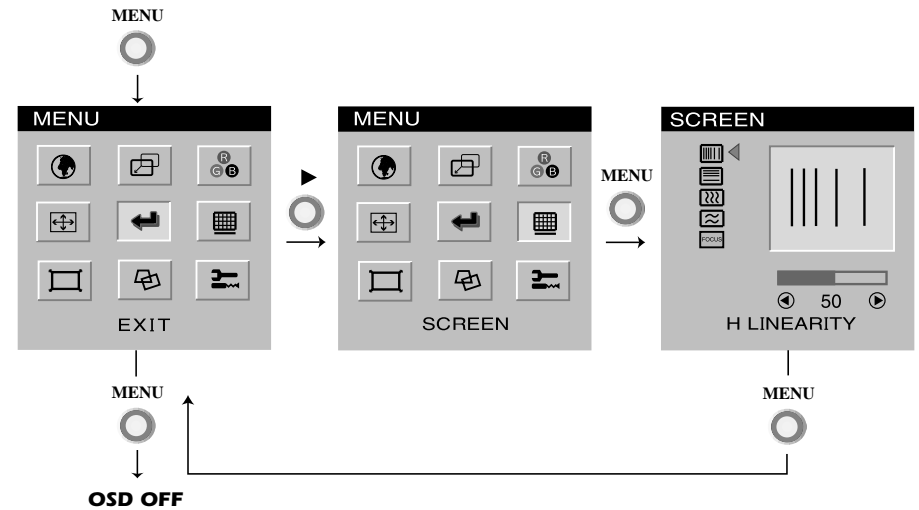 MENU
MENU
R
G B
EXIT
►
MENU
R
G B
SCREEN
MENU
SCREEN
FOCUS
50
H LINEARITY
MENU
OSD OFF
MENU